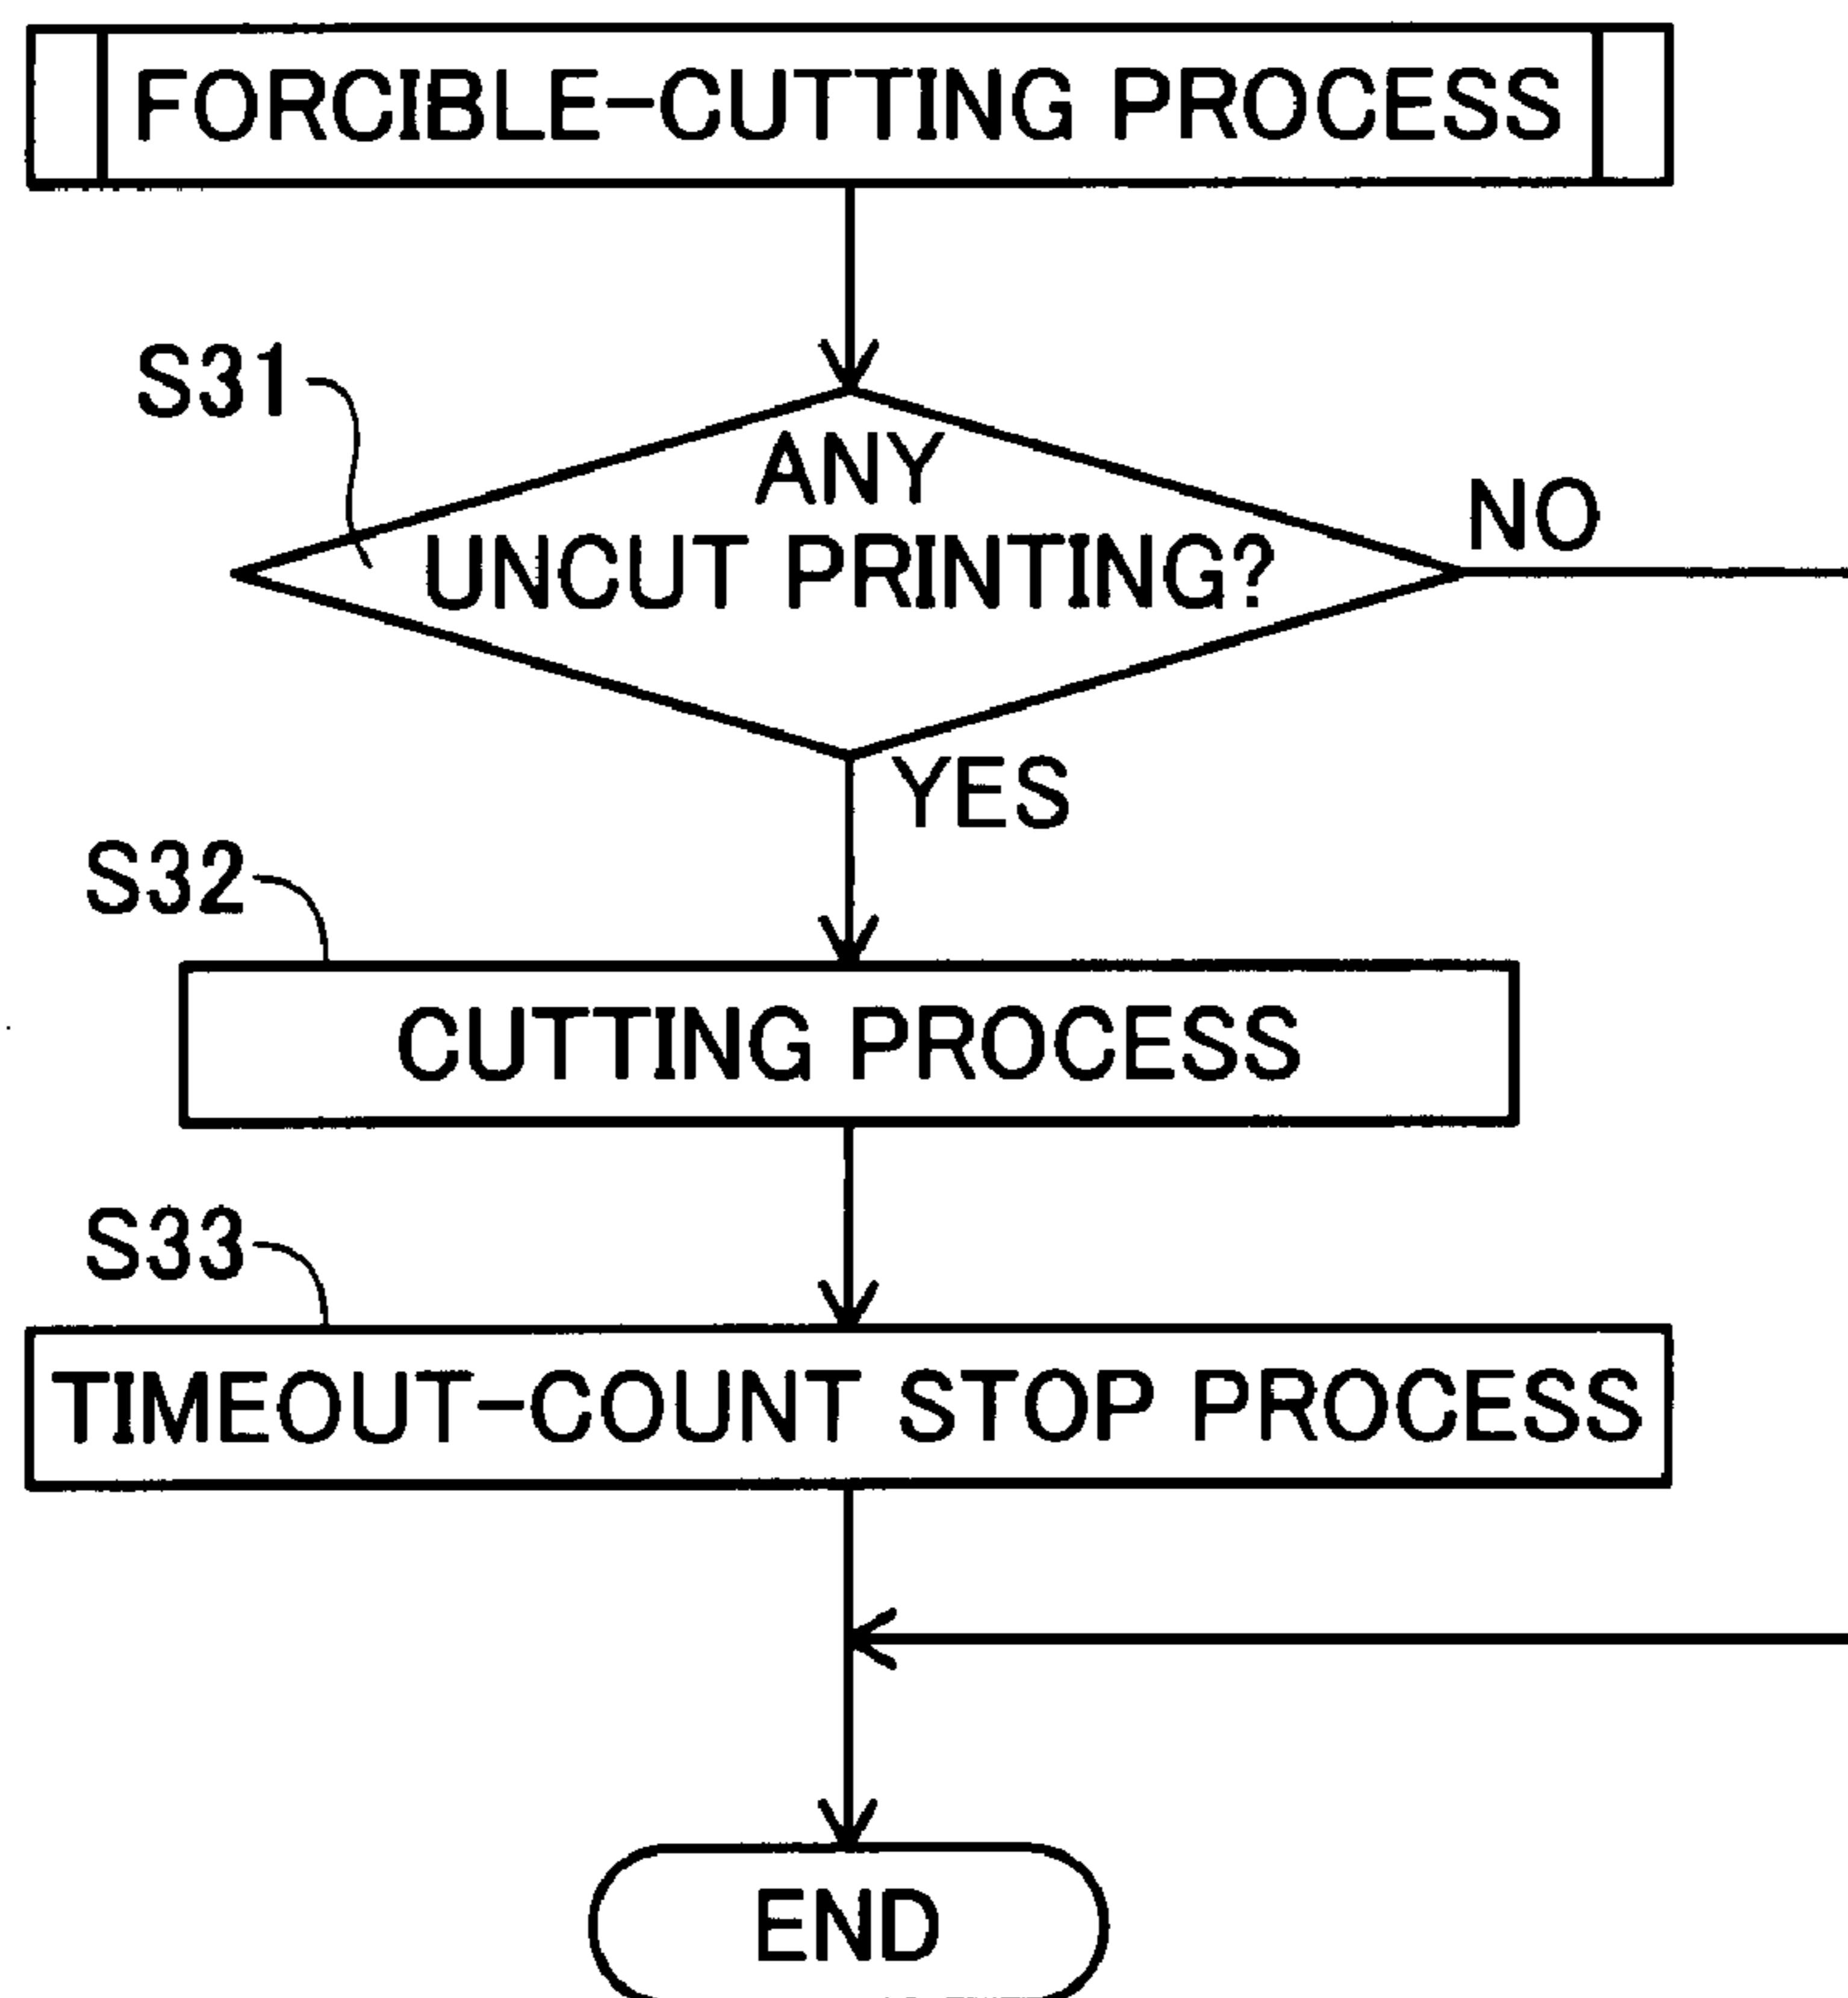 FORCIBLE-CUTTING PROCESS
S31
ANY
UNCUT PRINTING?
NO
YES
S32
CUTTING PROCESS
S33
TIMEOUT-COUNT STOP PROCESS
END